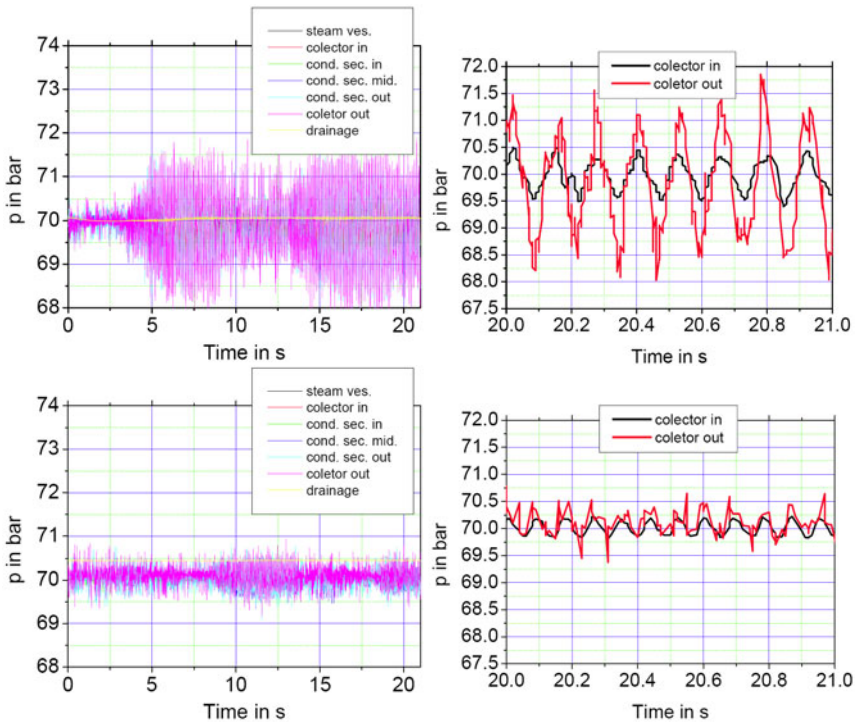 74
73
72
71
70
69
68
p in bar
0
5
10
15
20
Time in s
steam ves.
colector in
cond. sec. in
cond. sec. mid.
cond. sec. out
coletor out
drainage
72.0
71.5
71.0
70.5
70.0
69.5
69.0
68.5
68.0
67.5
p in bar
20.0
20.2
20.4
20.6
20.8
21.0
Time in s
colector in
coletor out
74
73
72
71
70
69
68
p in bar
0
5
10
15
20
Time in s
steam ves.
colector in
cond. sec. in
cond. sec. mid.
cond. sec. out
coletor out
drainage
72.0
71.5
71.0
70.5
70.0
69.5
69.0
68.5
68.0
67.5
p in bar
20.0
20.2
20.4
20.6
20.8
21.0
Time in s
colector in
coletor out